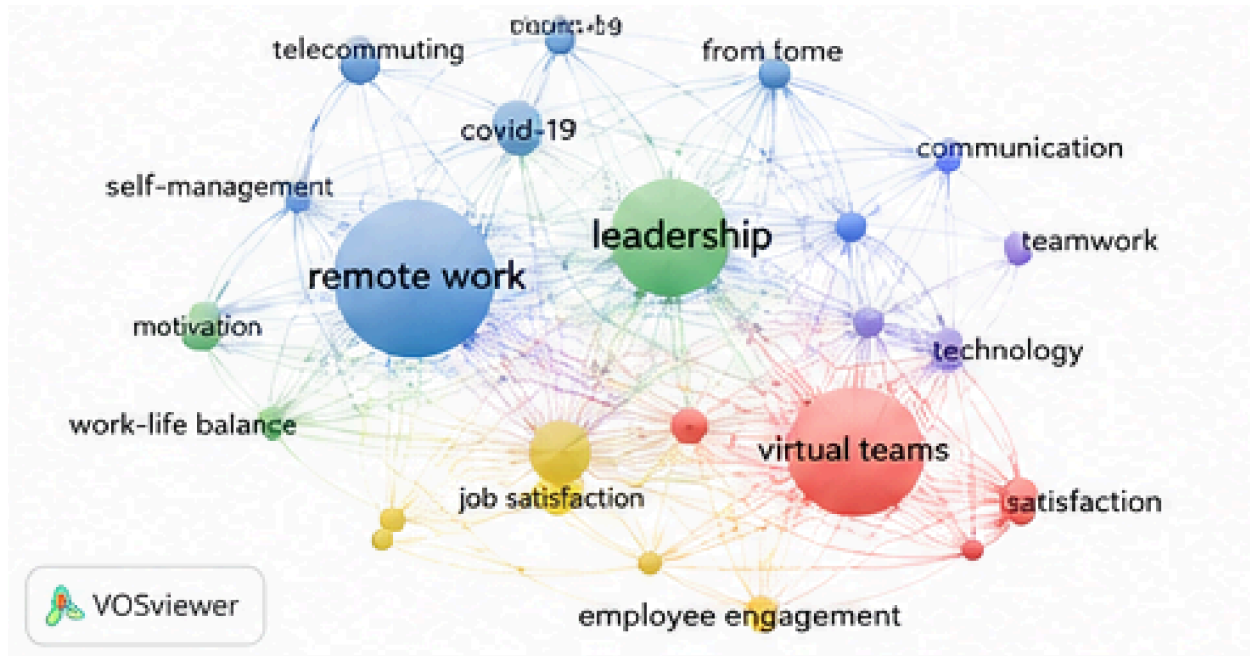 telecommuting
from fome
covid-19
communication
self-management
leadership
teamwork
remote work
motivation
technology
work-life balance
virtual teams
job satisfaction
satisfaction
VOSviewer
employee engagement